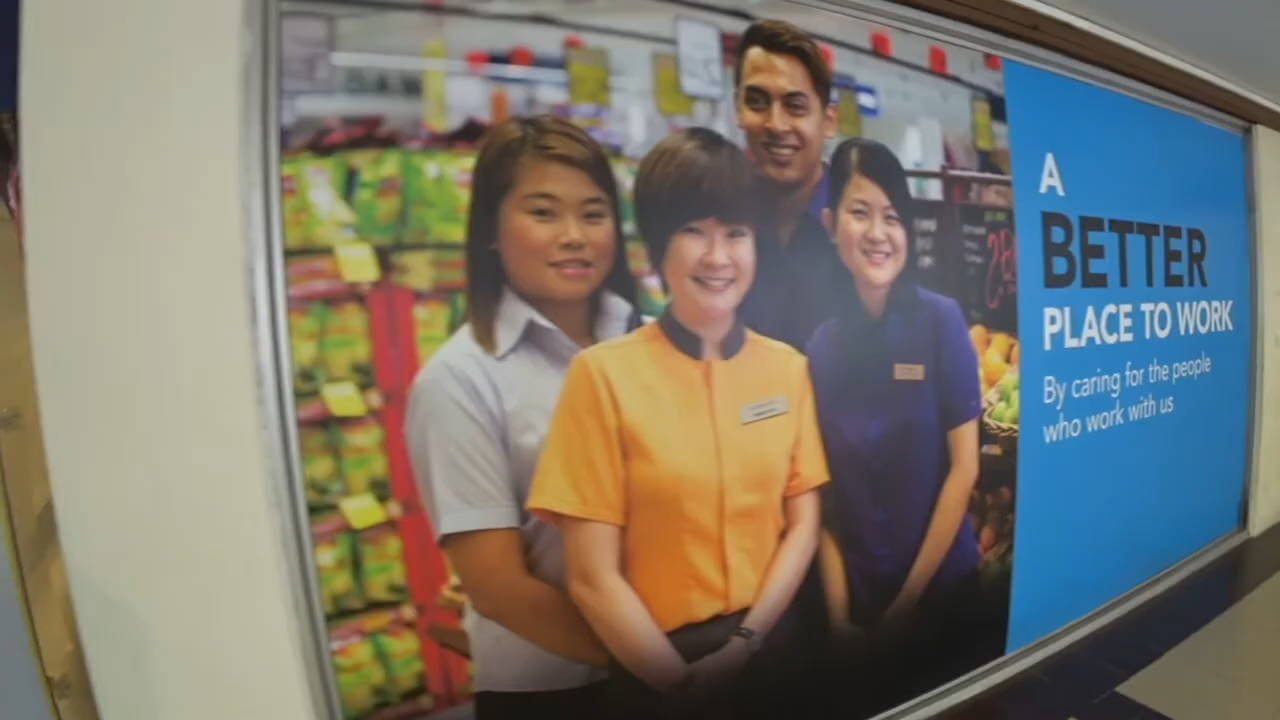 A
BETTER
PLACE TO WORK
By caring for the people
who work with us